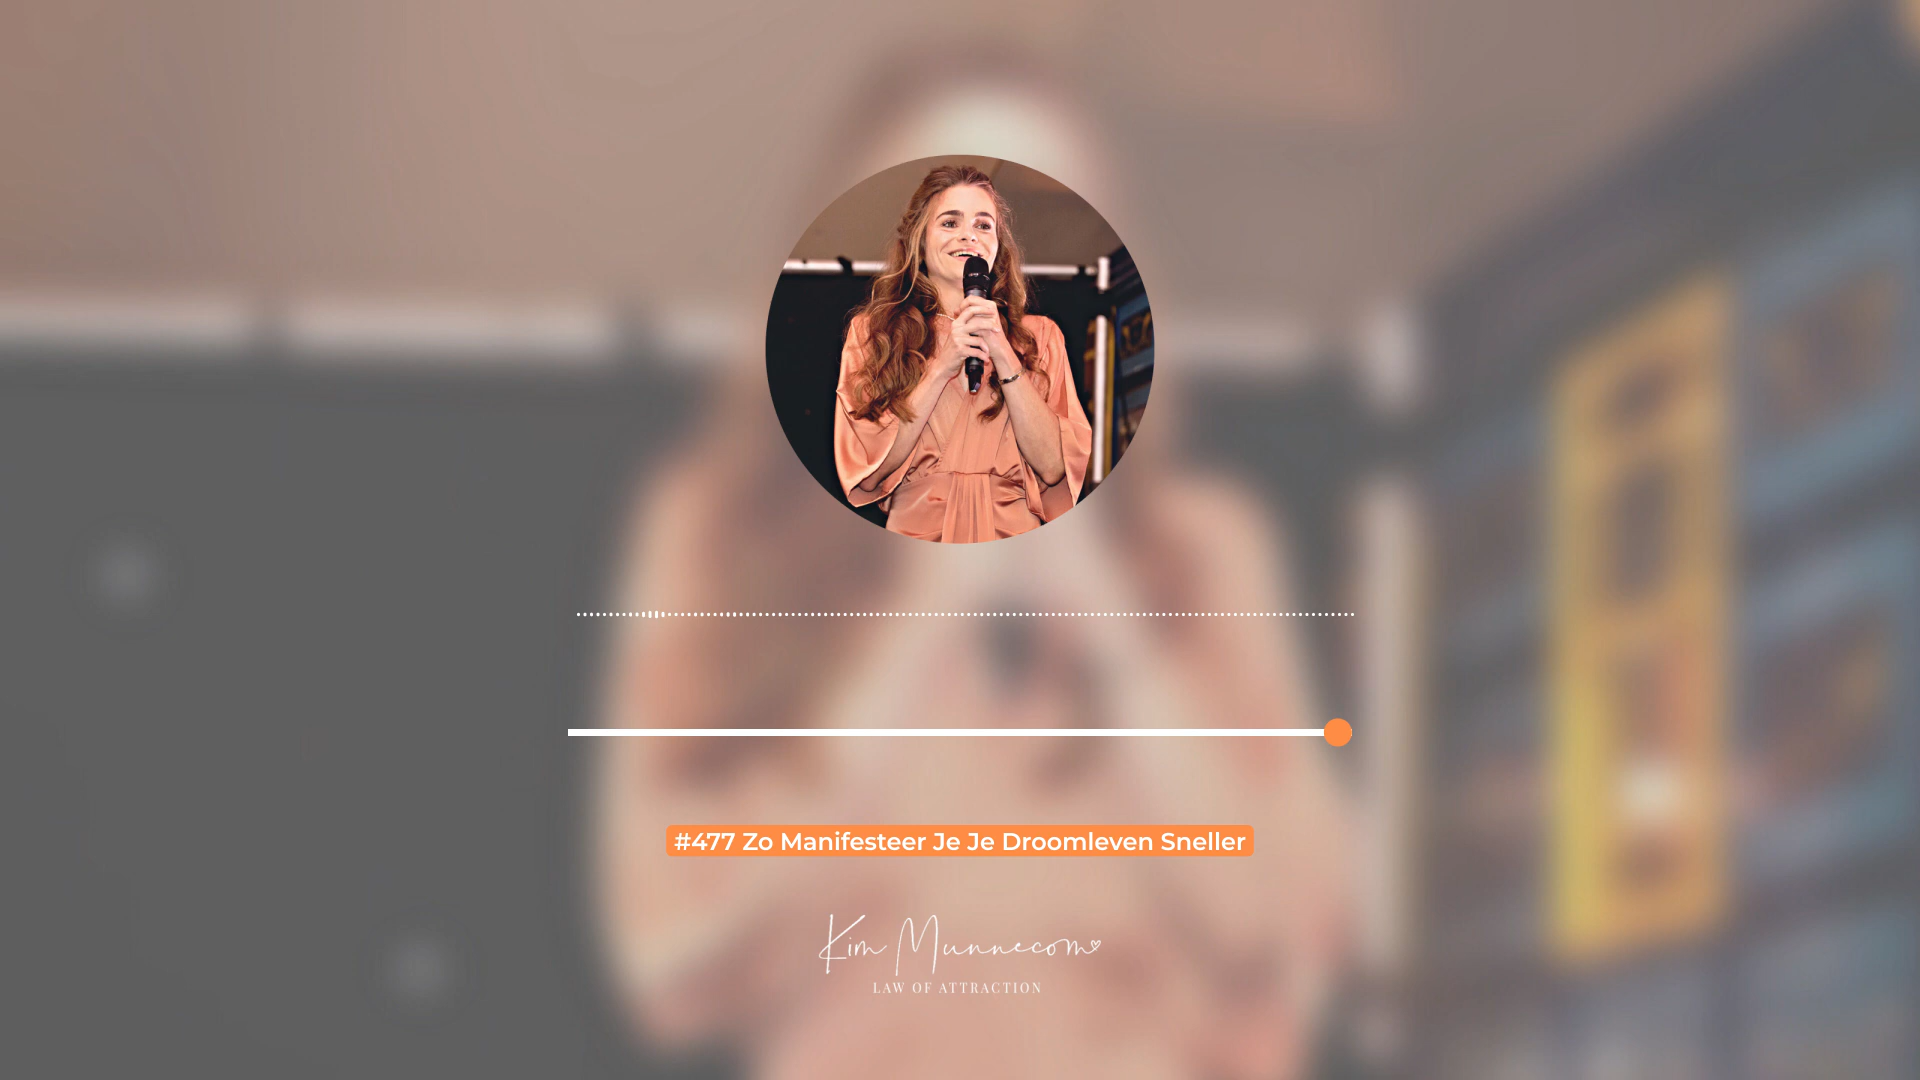 #477 Zo Manifesteer Je Je Droomleven Sneller
Kim Munnecom
LAW OF ATTRACTION